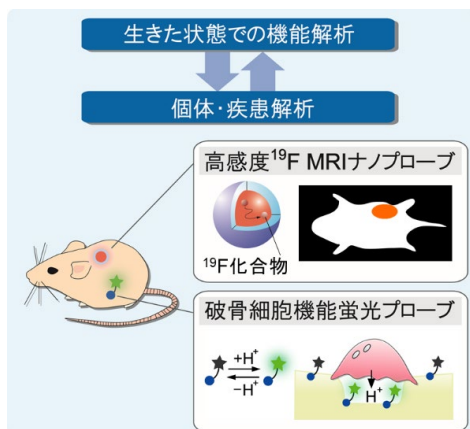 生きた状態での機能解析
個体・疾患解析
高感度¹⁹F MRIナノプローブ
¹⁹F化合物
破骨細胞機能蛍光プローブ
+H⁺
−H⁺
H⁺